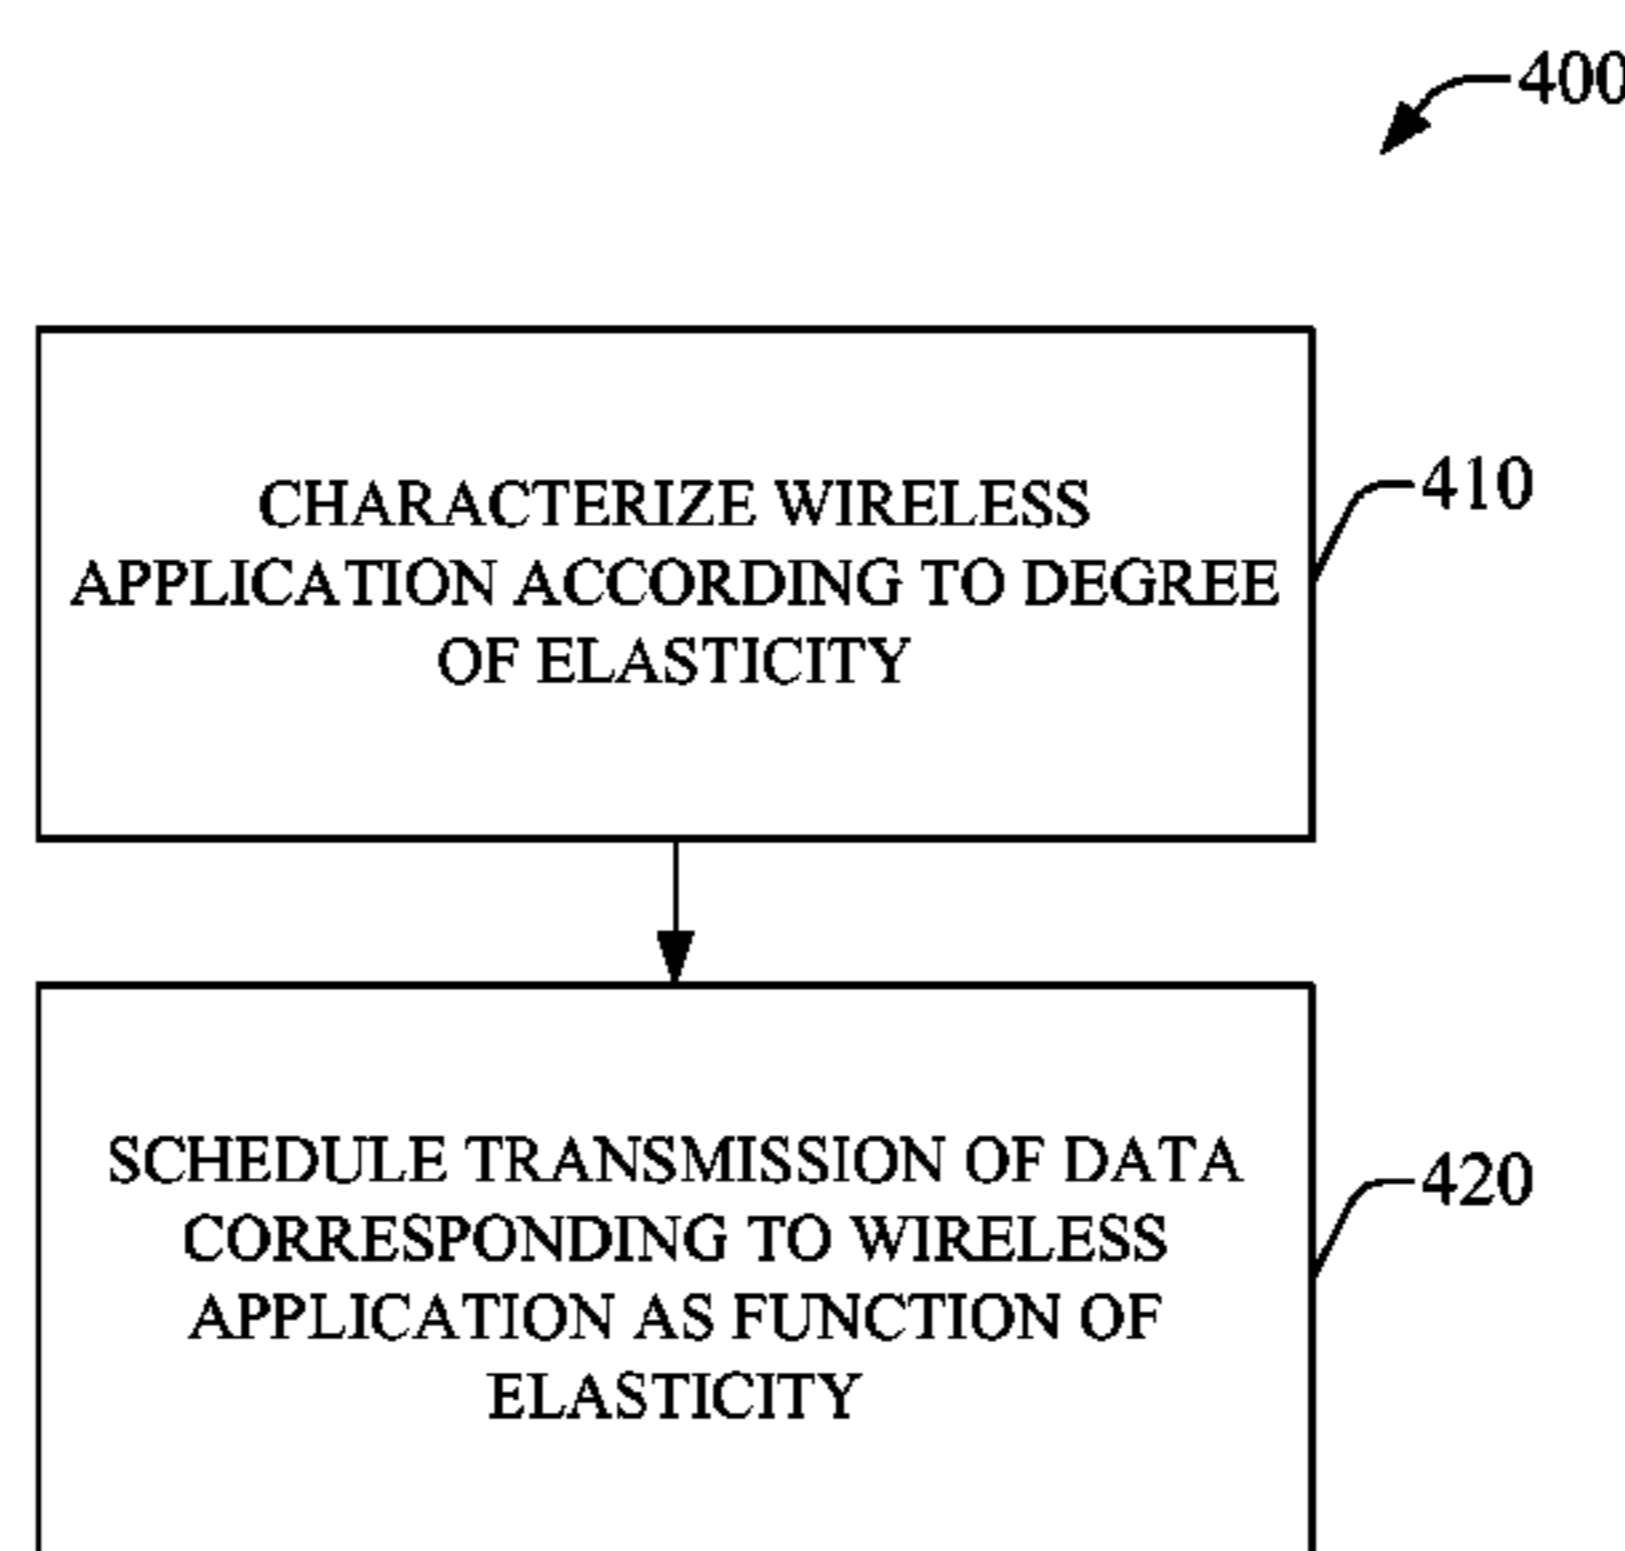 400
CHARACTERIZE WIRELESS
APPLICATION ACCORDING TO DEGREE
OF ELASTICITY
410
SCHEDULE TRANSMISSION OF DATA
CORRESPONDING TO WIRELESS
APPLICATION AS FUNCTION OF
ELASTICITY
420